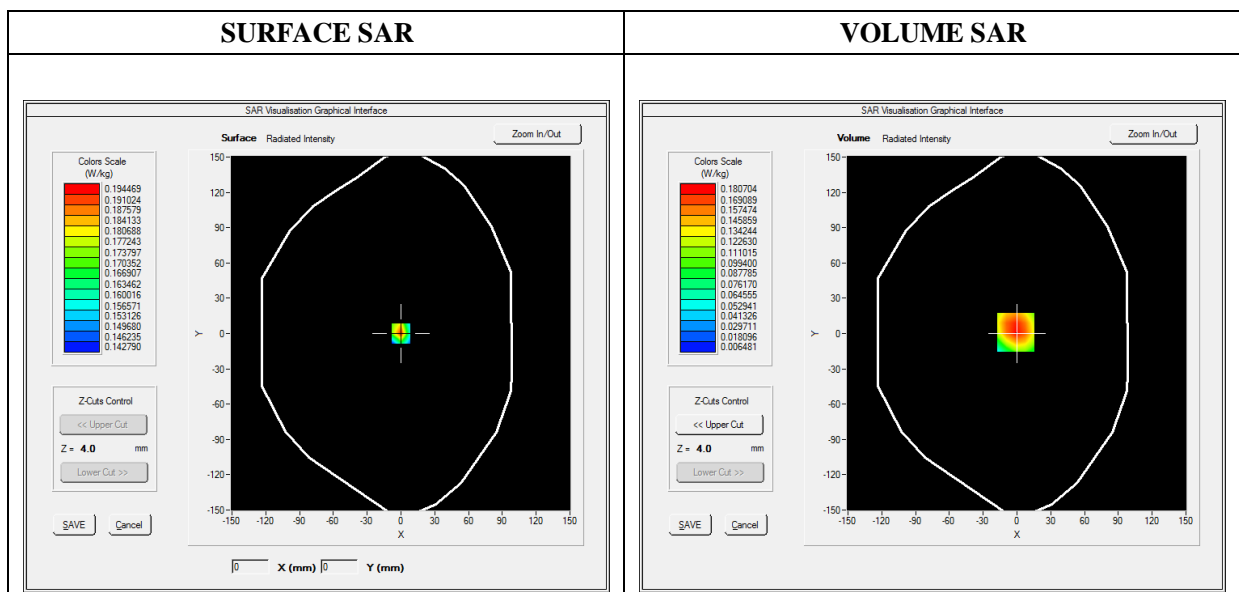 SURFACE SAR
VOLUME SAR
SAR Visualisation Graphical Interface
Surface Radiated Intensity
Zoom In/Out
Colors Scale
(W/kg)
0.194469
0.191024
0.187579
0.184133
0.180688
0.177243
0.173797
0.170352
0.166907
0.163462
0.160016
0.156571
0.153126
0.149680
0.146235
0.142790
Z-Cuts Control
<< Upper Cut
Z = 4.0 mm
Lower Cut >>
SAVE Cancel
150
120
90
60
30
0
-30
-60
-90
-120
-150
Y
-150 -120 -90 -60 -30 0 30 60 90 120 150
X
0 X (mm) 0 Y (mm)
SAR Visualisation Graphical Interface
Volume Radiated Intensity
Zoom In/Out
Colors Scale
(W/kg)
0.180704
0.169089
0.157474
0.145859
0.134244
0.122630
0.111015
0.099400
0.087785
0.076170
0.064555
0.052941
0.041326
0.029711
0.018096
0.006481
Z-Cuts Control
<< Upper Cut
Z = 4.0 mm
Lower Cut >>
SAVE Cancel
150
120
90
60
30
0
-30
-60
-90
-120
-150
Y
-150 -120 -90 -60 -30 0 30 60 90 120 150
X